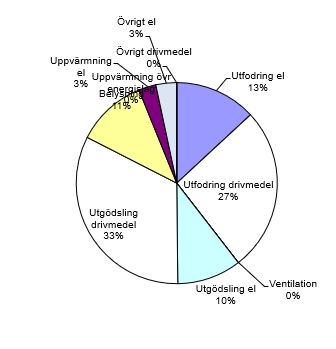 Övrigt el
3%
Övrigt drivmedel
0%
Uppvärmning
el
3%
Uppvärmning övr
energislag
0%
Belysning
11%
Utfodring el
13%
Utfodring drivmedel
27%
Utgödsling
drivmedel
33%
Utgödsling el
10%
Ventilation
0%